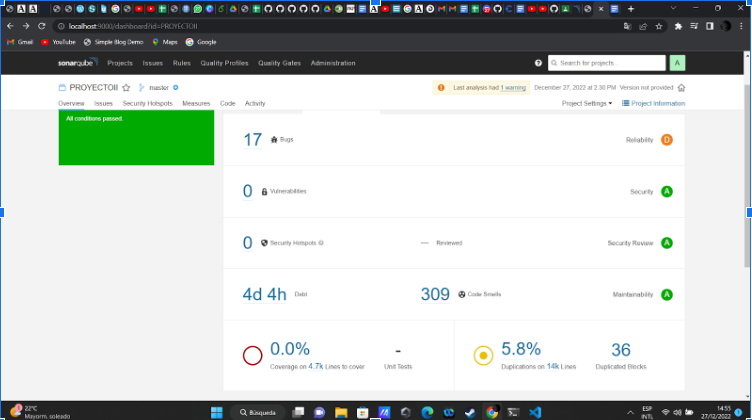 localhost:9000/dashboard?id=PROYECTOII
Gmail YouTube Simple Blog Demo Maps Google
sonarqube Projects Issues Rules Quality Profiles Quality Gates Administration Search for projects... A
PROYECTOII master Last analysis had 1 warning December 27, 2022 at 2:30 PM Version not provided
Overview Issues Security Hotspots Measures Code Activity Project Settings Project Information
All conditions passed.
17 Bugs Reliability D
0 Vulnerabilities Security A
0 Security Hotspots — Reviewed Security Review A
4d 4h Debt 309 Code Smells Maintainability A
0.0% - 5.8% 36
Coverage on 4.7k Lines to cover Unit Tests Duplications on 14k Lines Duplicated Blocks
22°C
Mayorm. soleado
Búsqueda
ESP
INTL
14:55
27/12/2022